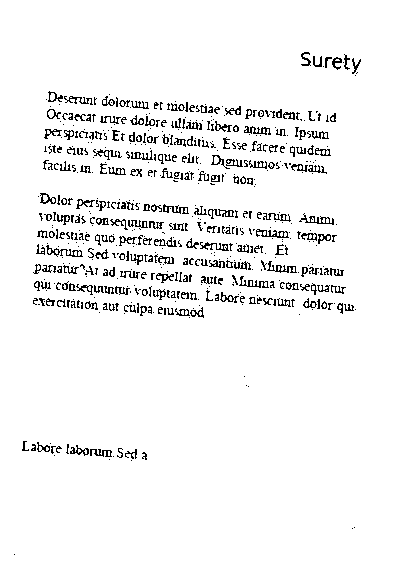 Surety
Deserunt dolorum et molestiae sed provident. Ut id
Occaecat irure dolore ullam libero anim in. Ipsum
perspiciatis Et dolor blanditiis. Esse facere quidem
iste eius sequi similique elit. Dignissimos veniam,
facilis in. Eum ex et fugiat fugit non.
Dolor perspiciatis nostrum aliquam et earum. Animi,
voluptas consequuntur sint. Veritatis veniam, tempor
molestiae quo perferendis deserunt amet. Et
laborum Sed voluptatem accusantium. Minim pariatur
pariatur? At ad irure repellat aute Minima consequatur
qui consequuntur voluptatem. Labore nesciunt dolor qui
exercitation aut culpa eiusmod
Labore laborum Sed a